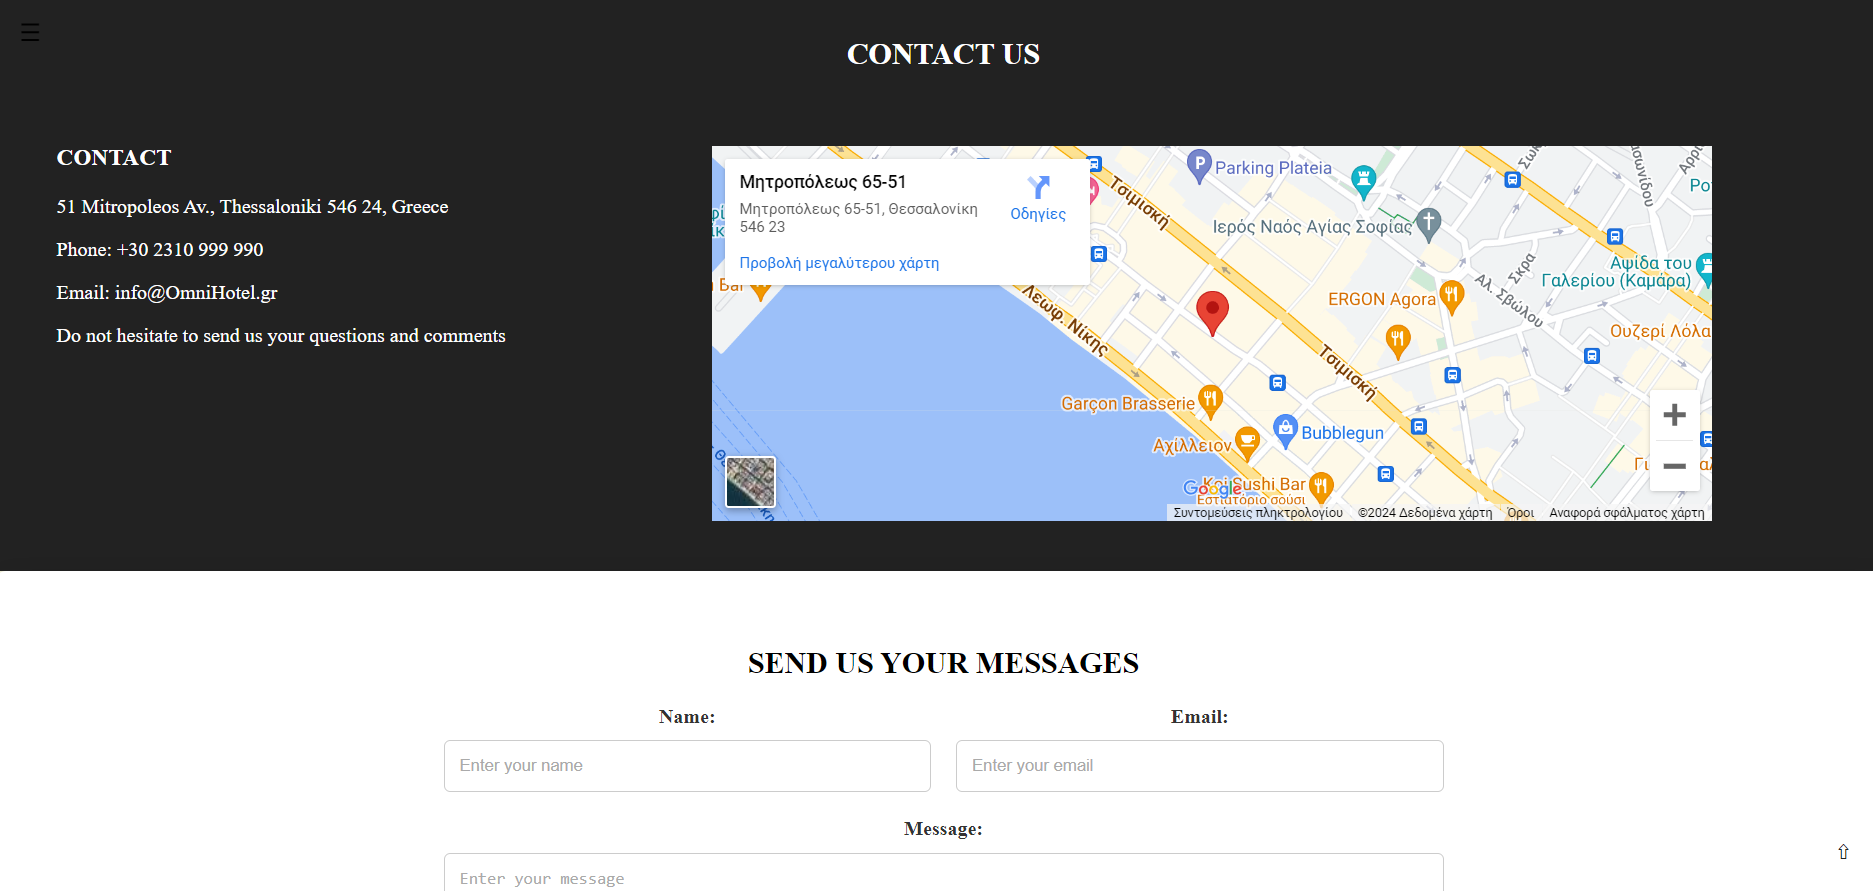 ☰
CONTACT US
CONTACT
51 Mitropoleos Av., Thessaloniki 546 24, Greece
Phone: +30 2310 999 990
Email: info@OmniHotel.gr
Do not hesitate to send us your questions and comments
Μητροπόλεως 65-51
Μητροπόλεως 65-51, Θεσσαλονίκη
546 23
Οδηγίες
Προβολή μεγαλύτερου χάρτη
Parking Plateia
Τσιμισκή
Ιερός Ναός Αγίας Σοφίας
Σκρα
Αλ. Σβώλου
Αψίδα του
Γαλερίου (Καμάρα)
ERGON Agora
Ουζερί Λόλα
Λεωφ. Νίκης
Τσιμισκή
Garçon Brasserie
Bubblegun
Αχίλλειον
Koi Sushi Bar
Εστιατόριο σούσι
Google
+
−
Συντομεύσεις πληκτρολογίου ©2024 Δεδομένα χάρτη Όροι Αναφορά σφάλματος χάρτη
SEND US YOUR MESSAGES
Name:
Email:
Enter your name
Enter your email
Message:
Enter your message
⇧